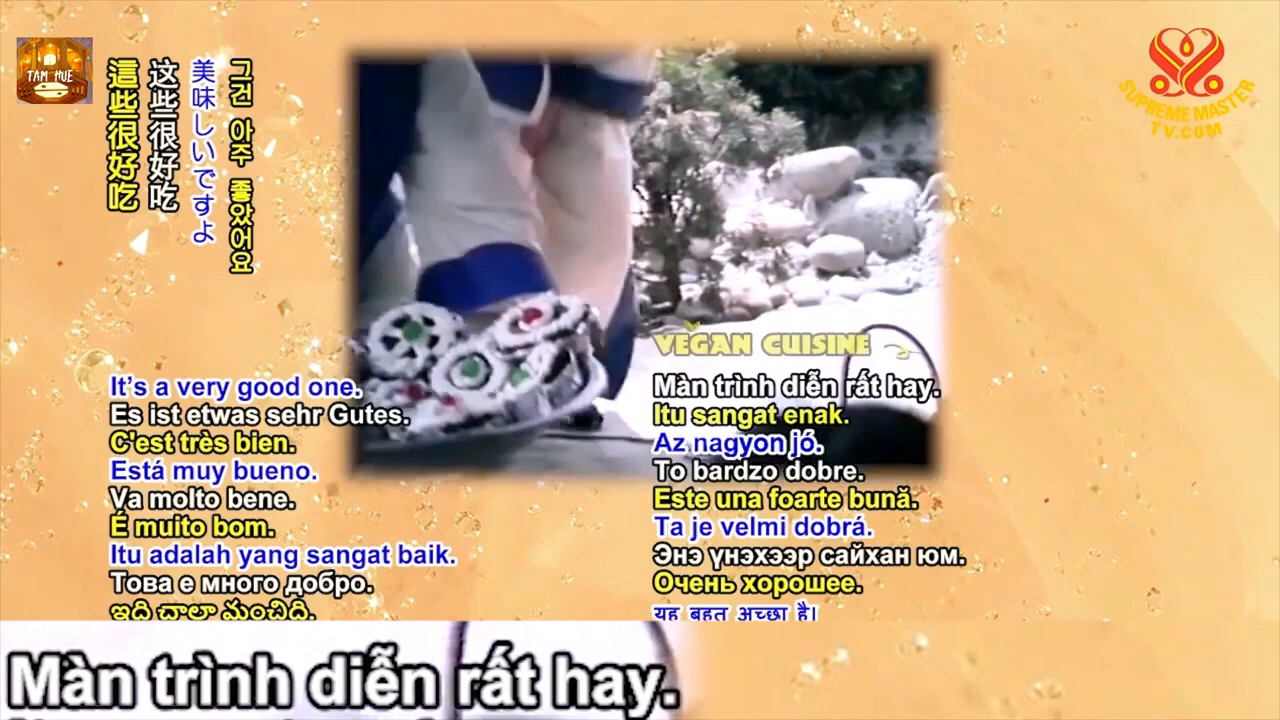 TAM HUE
這些很好吃
这些很好吃
美味しいですょ
그건 아주 좋았어요
SUPREME MASTER
TV.COM
VEGAN CUISINE
It’s a very good one.
Es ist etwas sehr Gutes.
C'est très bien.
Está muy bueno.
Va molto bene.
É muito bom.
Itu adalah yang sangat baik.
Това е много добро.
ఇది చాలా మంచిది.
Màn trình diễn rất hay.
Itu sangat enak.
Az nagyon jó.
To bardzo dobre.
Este una foarte bună.
Ta je velmi dobrá.
Энэ үнэхээр сайхан юм.
Очень хорошее.
यह बहुत अच्छा है।
Màn trình diễn rất hay.